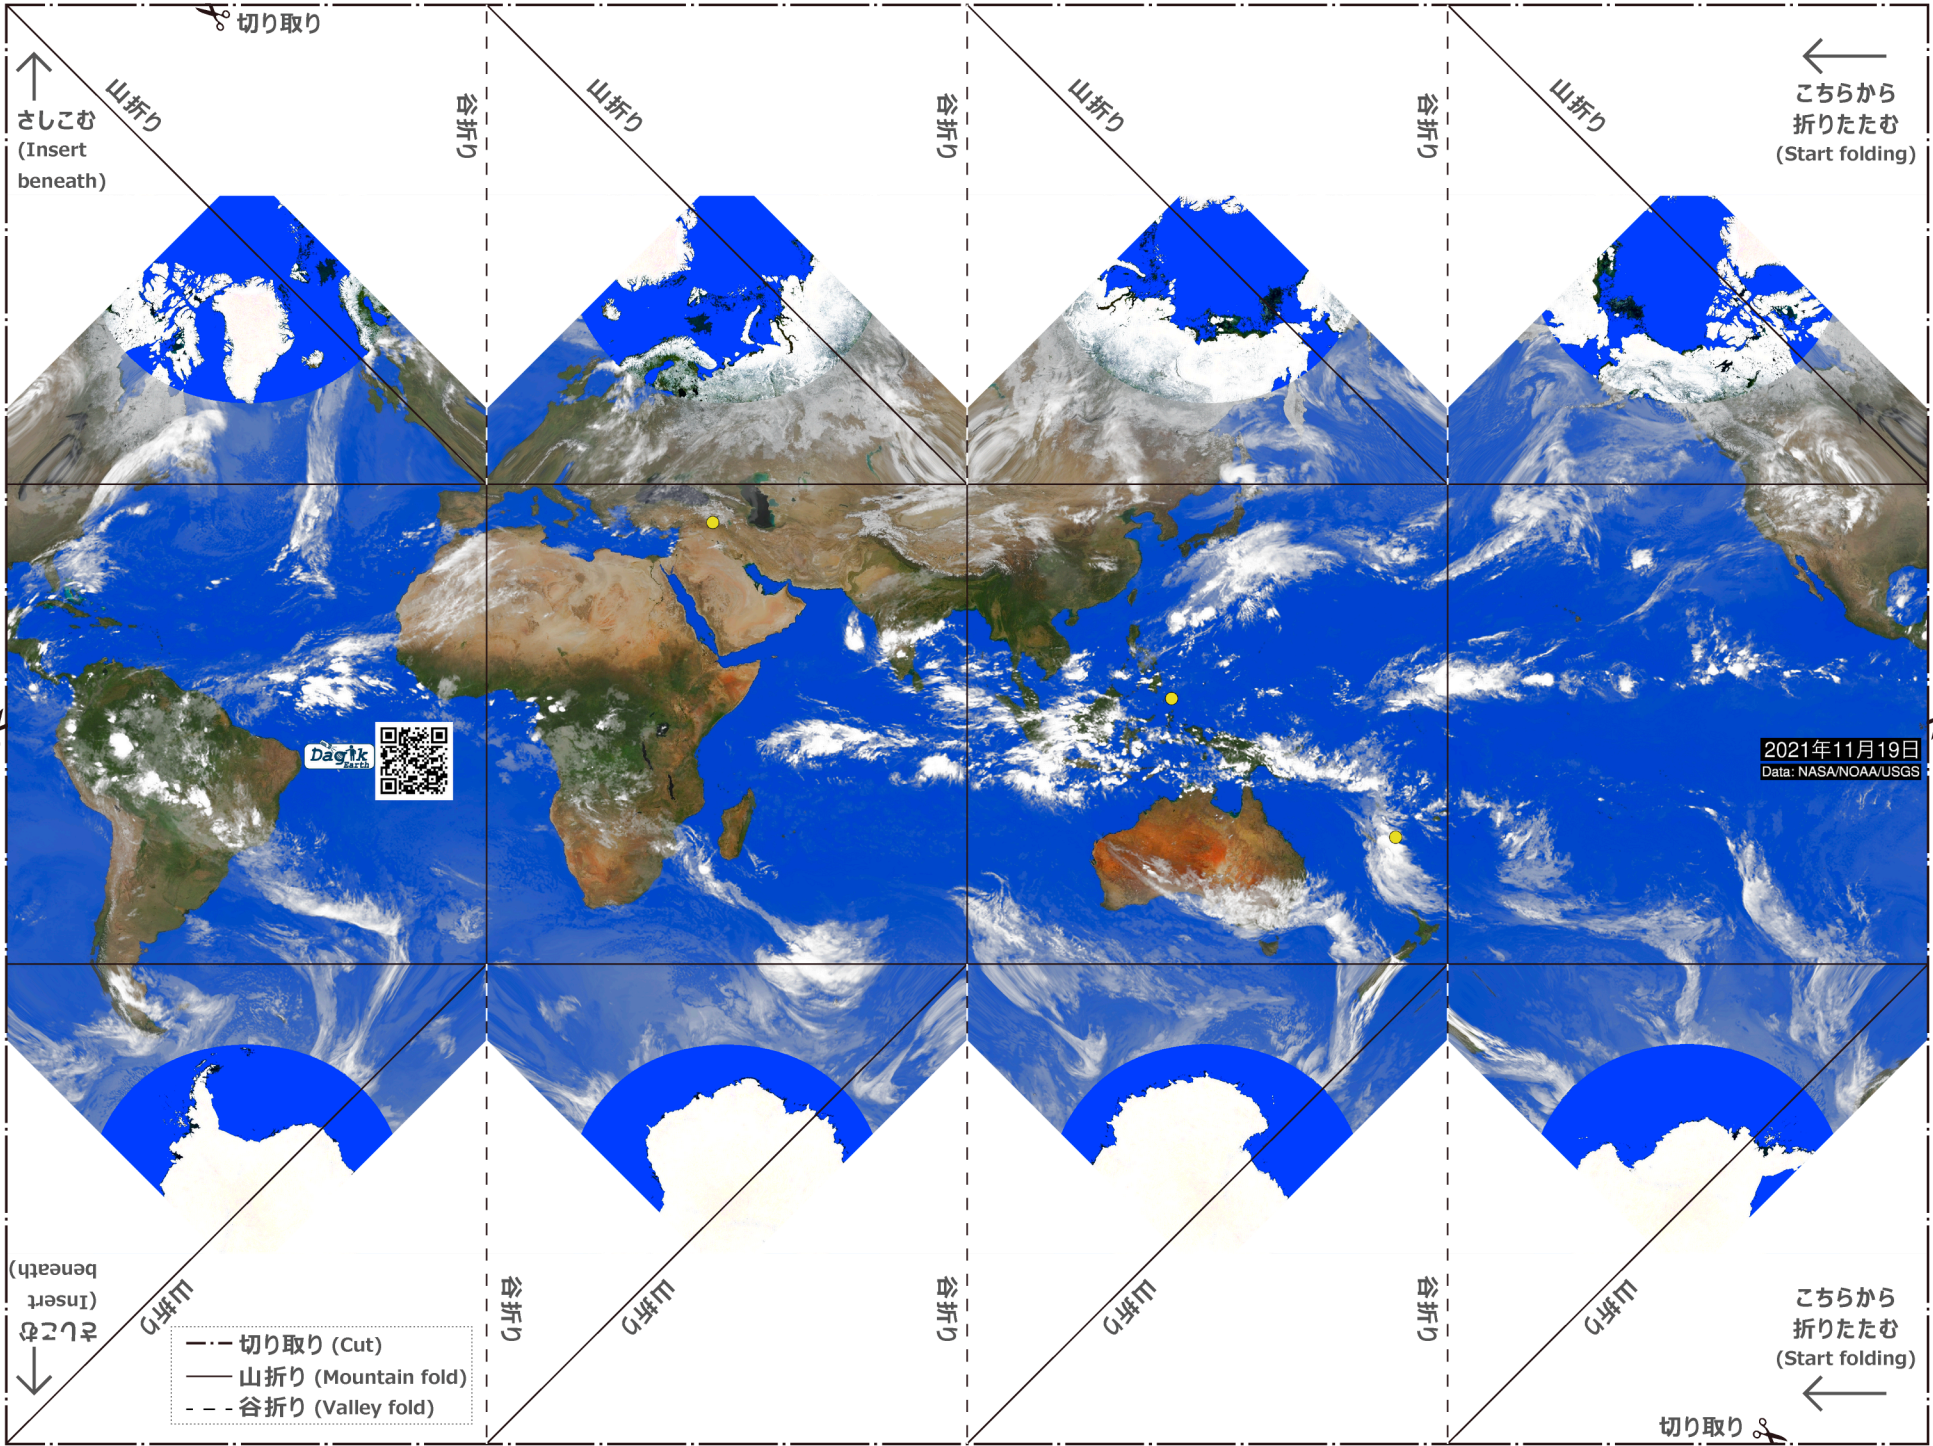 切り取り
山折り
谷折り
山折り
谷折り
山折り
谷折り
山折り
こちらから
折りたたむ
(Start folding)
さしこむ
(Insert
beneath)
Dagik
Earth
2021年11月19日
Data: NASA/NOAA/USGS
さしこむ
(Insert
beneath)
山折り
谷折り
山折り
谷折り
山折り
谷折り
山折り
こちらから
折りたたむ
(Start folding)
切り取り (Cut)
山折り (Mountain fold)
谷折り (Valley fold)
切り取り